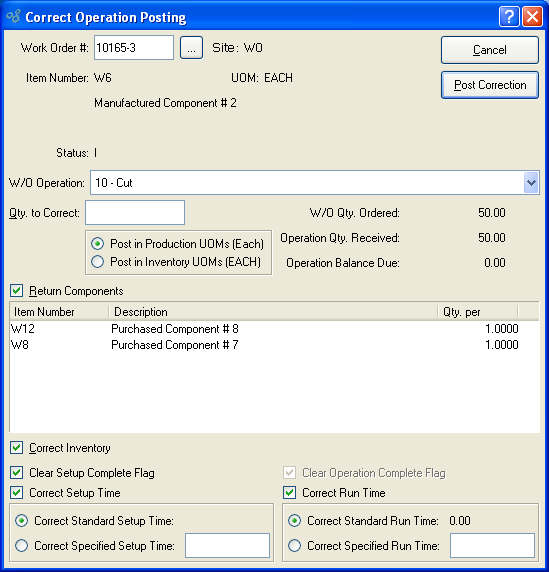 Correct Operation Posting
Work Order #: 10165-3 ... Site: WO
Cancel
Item Number: W6 UOM: EACH
Post Correction
Manufactured Component # 2
Status: I
W/O Operation: 10 - Cut
Qty. to Correct: W/O Qty. Ordered: 50.00
Post in Production UOMs (Each) Operation Qty. Received: 50.00
Post in Inventory UOMs (EACH) Operation Balance Due: 0.00
Return Components
Item Number Description Qty. per
W12 Purchased Component # 8 1.0000
W8 Purchased Component # 7 1.0000
Correct Inventory
Clear Setup Complete Flag Clear Operation Complete Flag
Correct Setup Time Correct Run Time
Correct Standard Setup Time: Correct Standard Run Time: 0.00
Correct Specified Setup Time: Correct Specified Run Time: